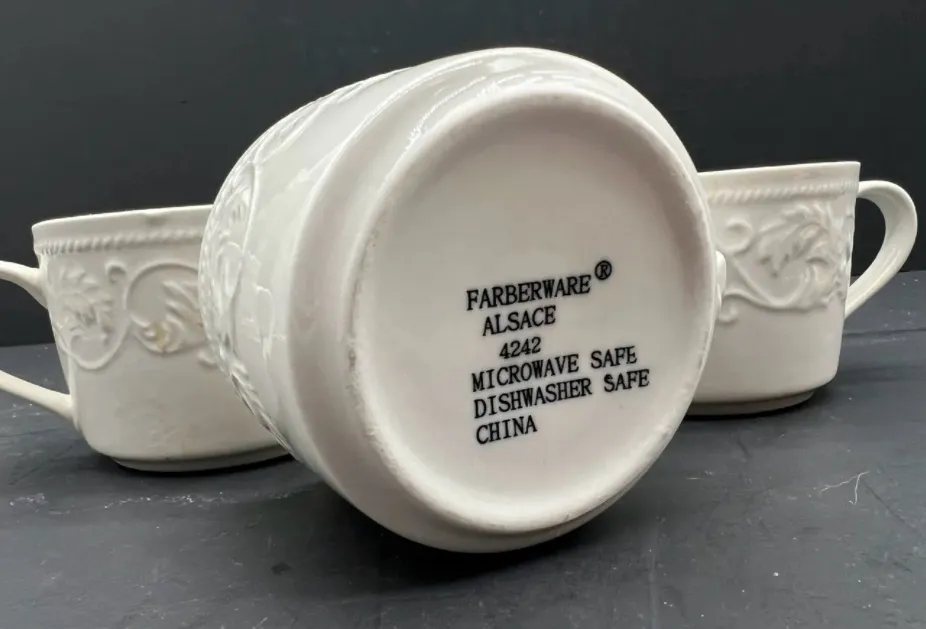 FARBERWARE®
ALSACE
4242
MICROWAVE SAFE
DISHWASHER SAFE
CHINA